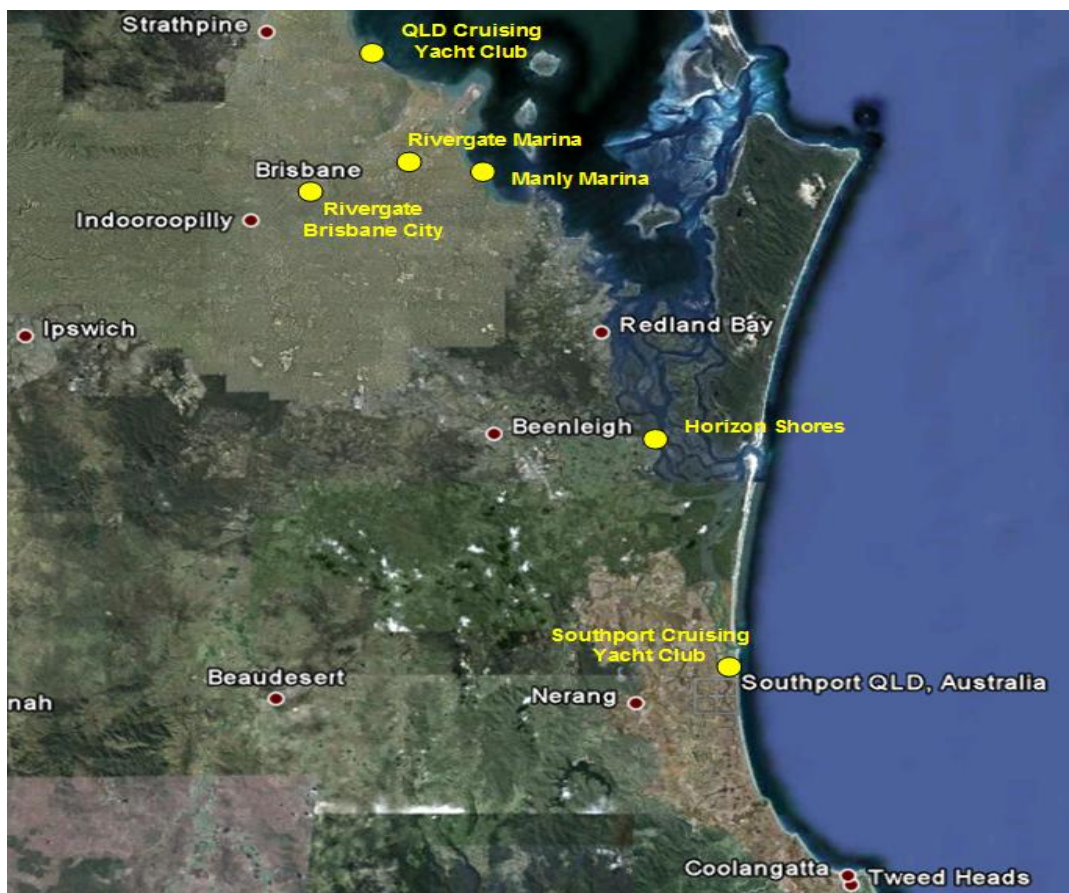 Strathpine
QLD Cruising
Yacht Club
Rivergate Marina
Brisbane
Manly Marina
Rivergate
Brisbane City
Indooroopilly
Ipswich
Redland Bay
Beenleigh
Horizon Shores
Southport Cruising
Yacht Club
Beaudesert
Southport QLD, Australia
Nerang
nah
Coolangatta
Tweed Heads